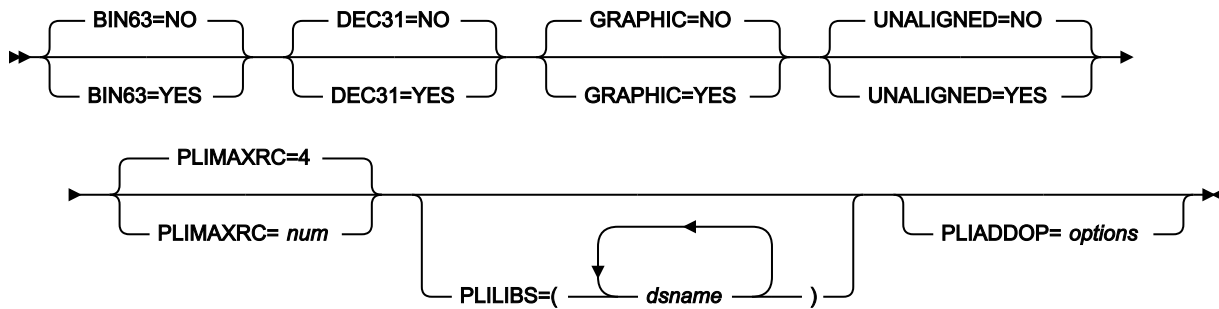 BIN63=NO DEC31=NO GRAPHIC=NO UNALIGNED=NO
BIN63=YES DEC31=YES GRAPHIC=YES UNALIGNED=YES
PLIMAXRC=4
PLIMAXRC= num PLIADDOP= options
PLILIBS=( dsname )